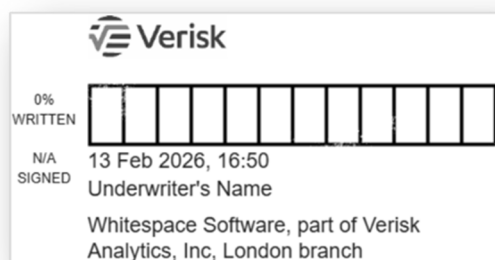 Verisk
0%
WRITTEN
N/A
SIGNED
13 Feb 2026, 16:50
Underwriter's Name
Whitespace Software, part of Verisk
Analytics, Inc, London branch